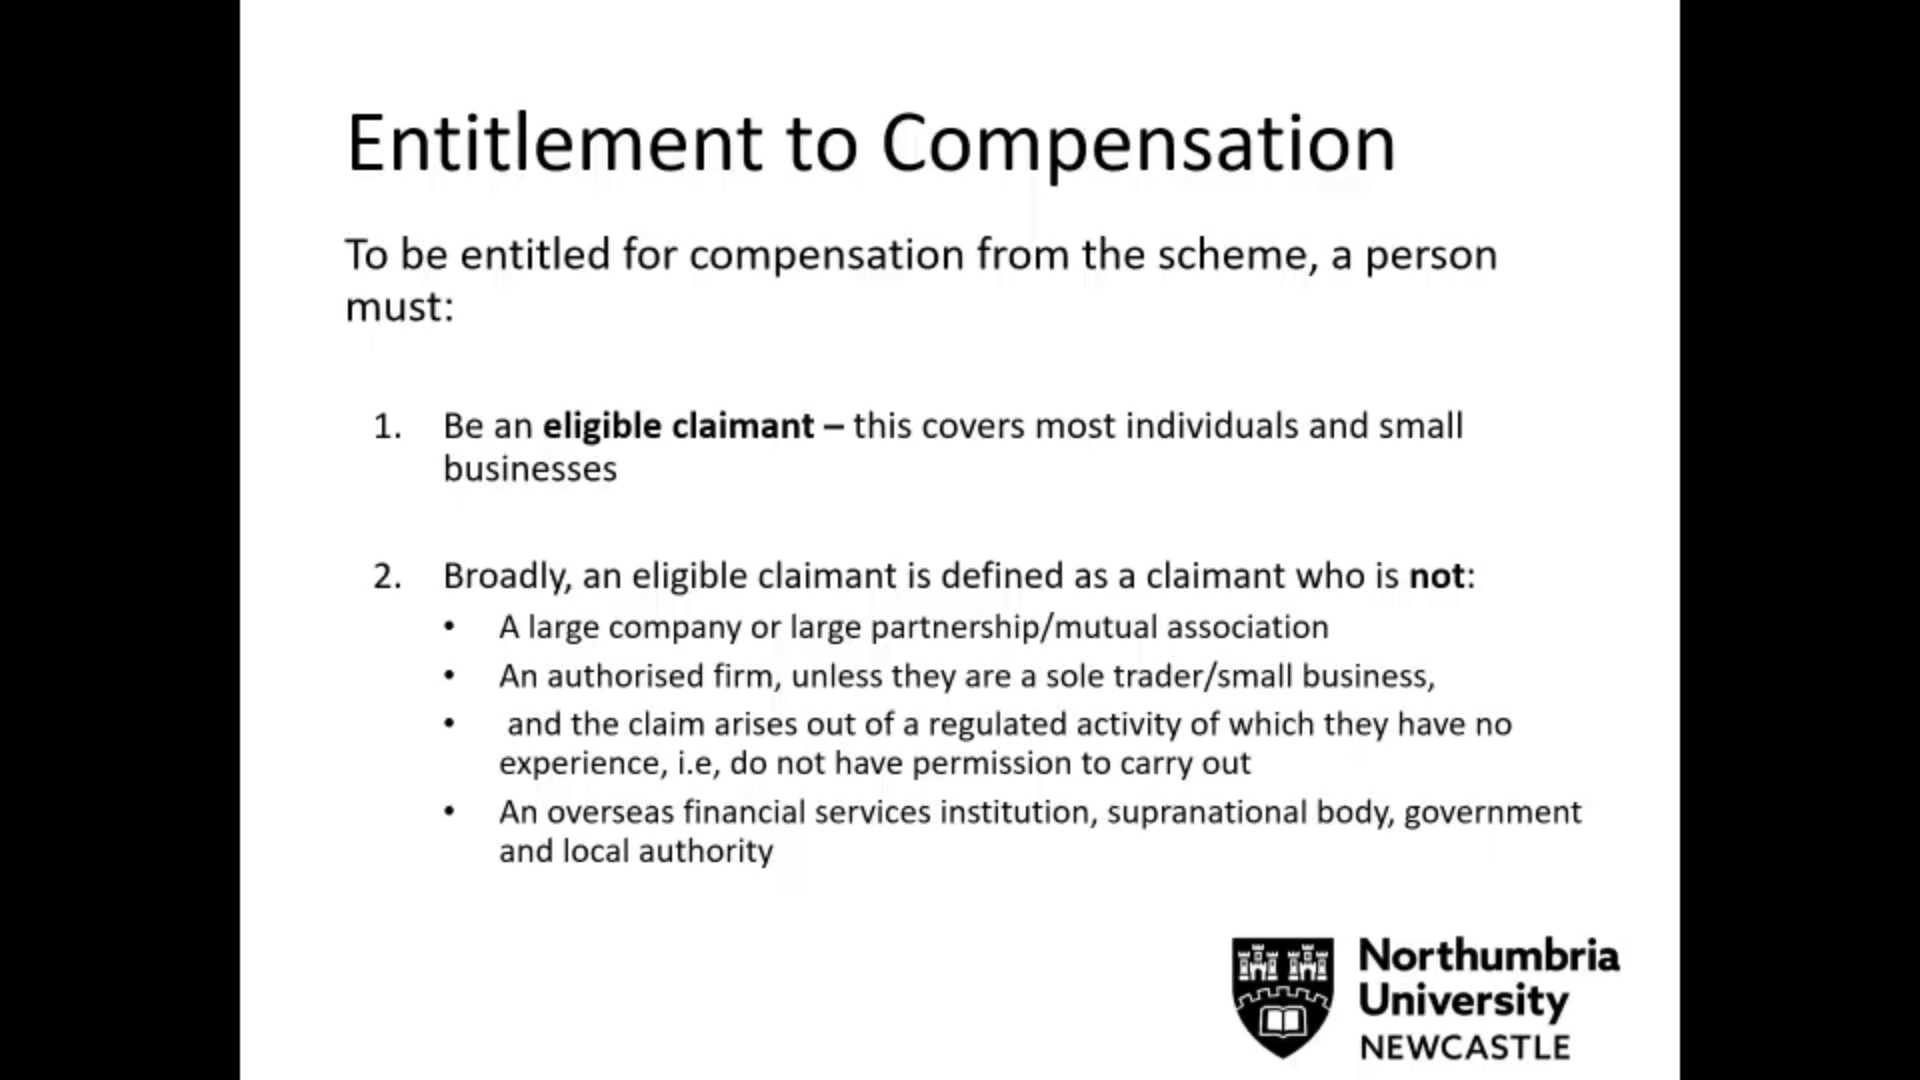 Entitlement to Compensation
To be entitled for compensation from the scheme, a person
must:
1. Be an eligible claimant – this covers most individuals and small
businesses
2. Broadly, an eligible claimant is defined as a claimant who is not:
• A large company or large partnership/mutual association
• An authorised firm, unless they are a sole trader/small business,
• and the claim arises out of a regulated activity of which they have no
experience, i.e, do not have permission to carry out
• An overseas financial services institution, supranational body, government
and local authority
Northumbria
University
NEWCASTLE